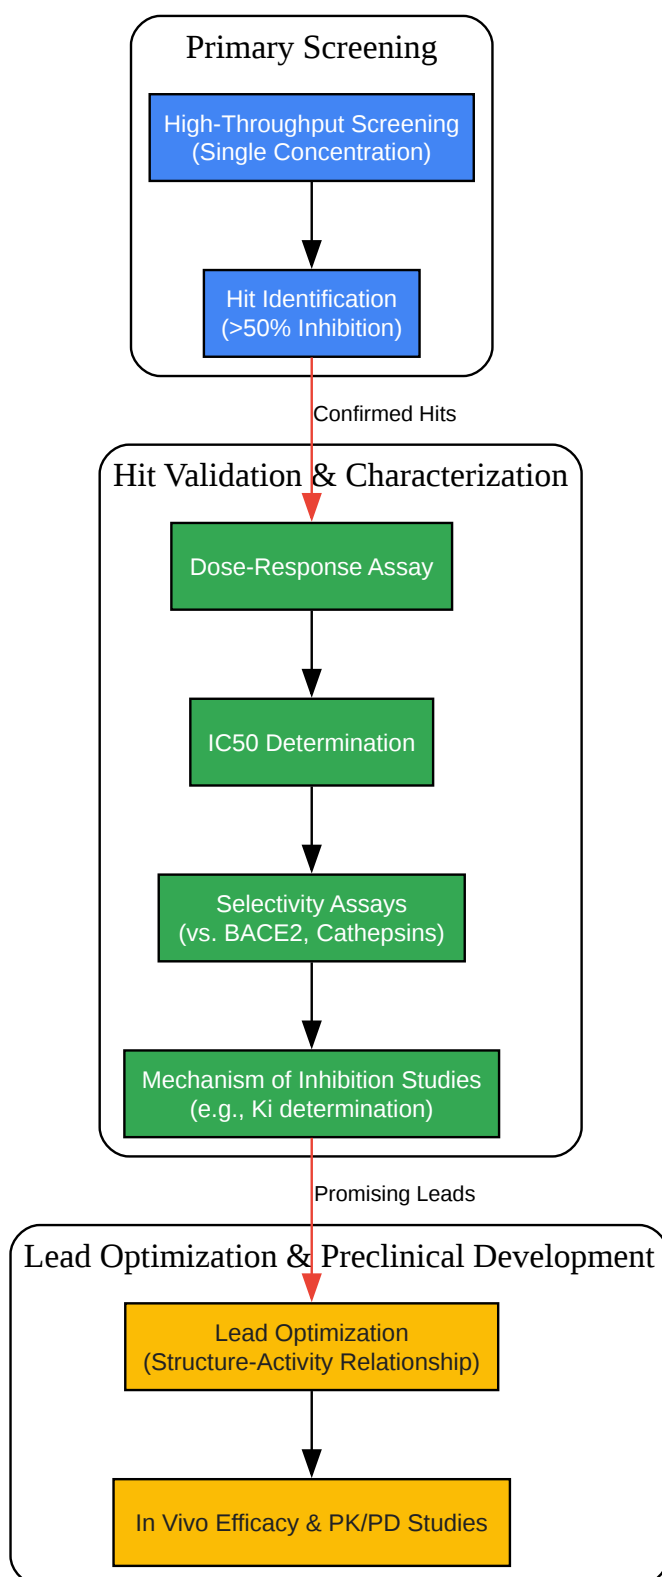 Primary Screening
High-Throughput Screening
(Single Concentration)
Hit Identification
(>50% Inhibition)
Confirmed Hits
Hit Validation & Characterization
Dose-Response Assay
IC50 Determination
Selectivity Assays
(vs. BACE2, Cathepsins)
Mechanism of Inhibition Studies
(e.g., Ki determination)
Promising Leads
Lead Optimization & Preclinical Development
Lead Optimization
(Structure-Activity Relationship)
In Vivo Efficacy & PK/PD Studies